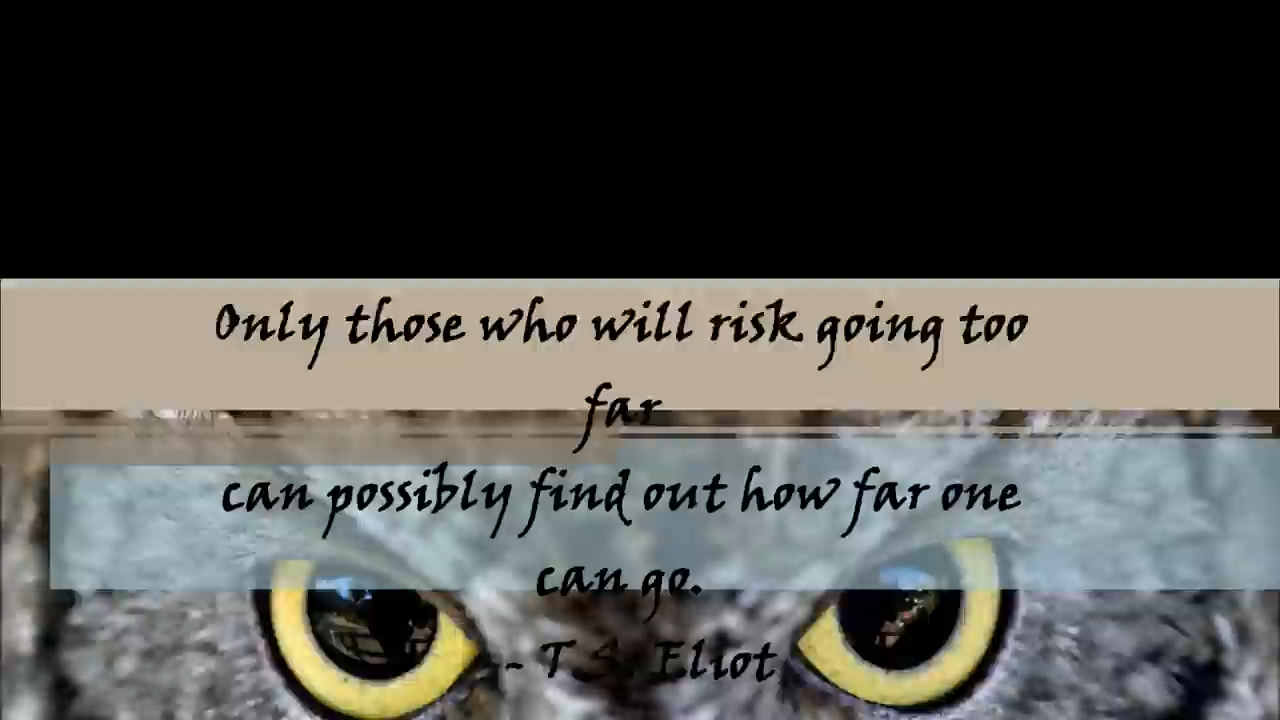 Only those who will risk going too
far
can possibly find out how far one
can go.
-- T.S. Eliot